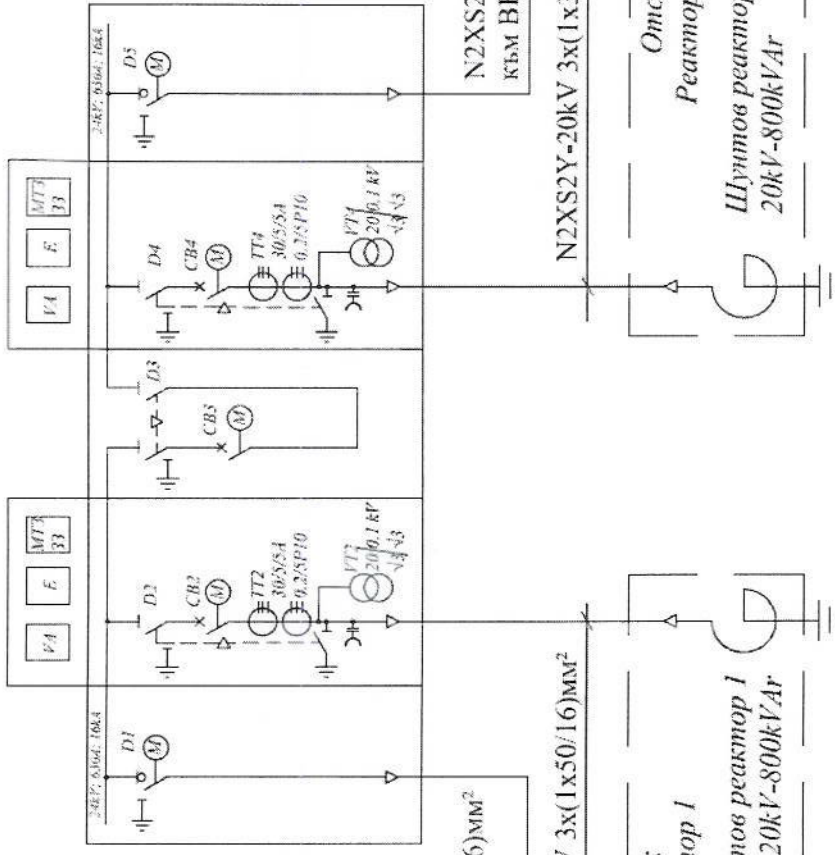 VA
E
МТЗ
ЗЗ
VA
E
МТЗ
ЗЗ
24kV; 630A; 16kA
24kV; 630A; 16kA
D1
M
D2
CB2
M
TT2
30/5/5A
0.2/5P10
VT2
20/0.1 kV
√3/√3
D3
CB3
M
D4
CB4
M
TT4
30/5/5A
0.2/5P10
VT4
20/0.1 kV
√3 √3
D5
M
6)мм²
3x(1x50/16)мм²
ор 1
тов реактор 1
20kV-800kVAr
N2XS2
към ВЕ
N2XS2Y-20kV 3x(1x
Отс
Реактор
Шунтов реактор
20kV-800kVAr